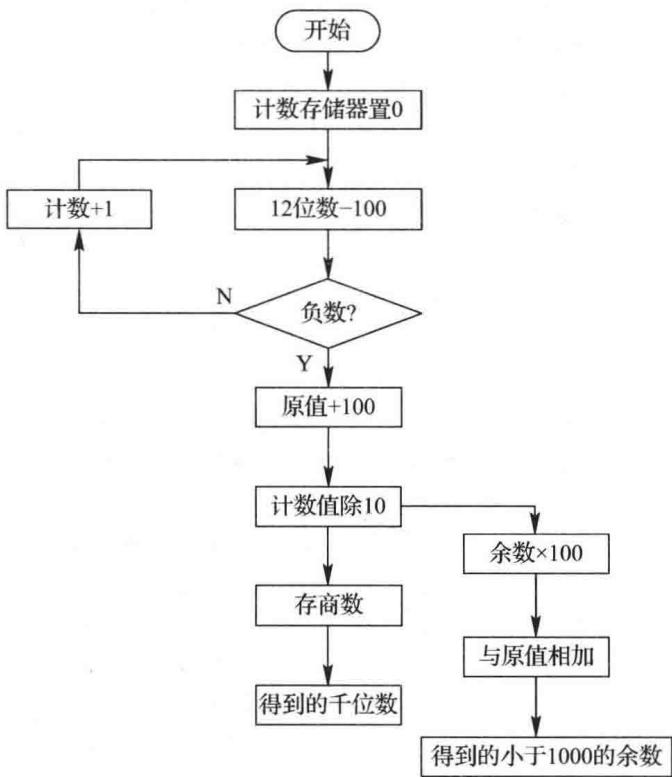 开始
计数存储器置0
计数+1
12位数-100
N
负数?
Y
原值+100
计数值除10
余数×100
存商数
与原值相加
得到的千位数
得到的小于1000的余数